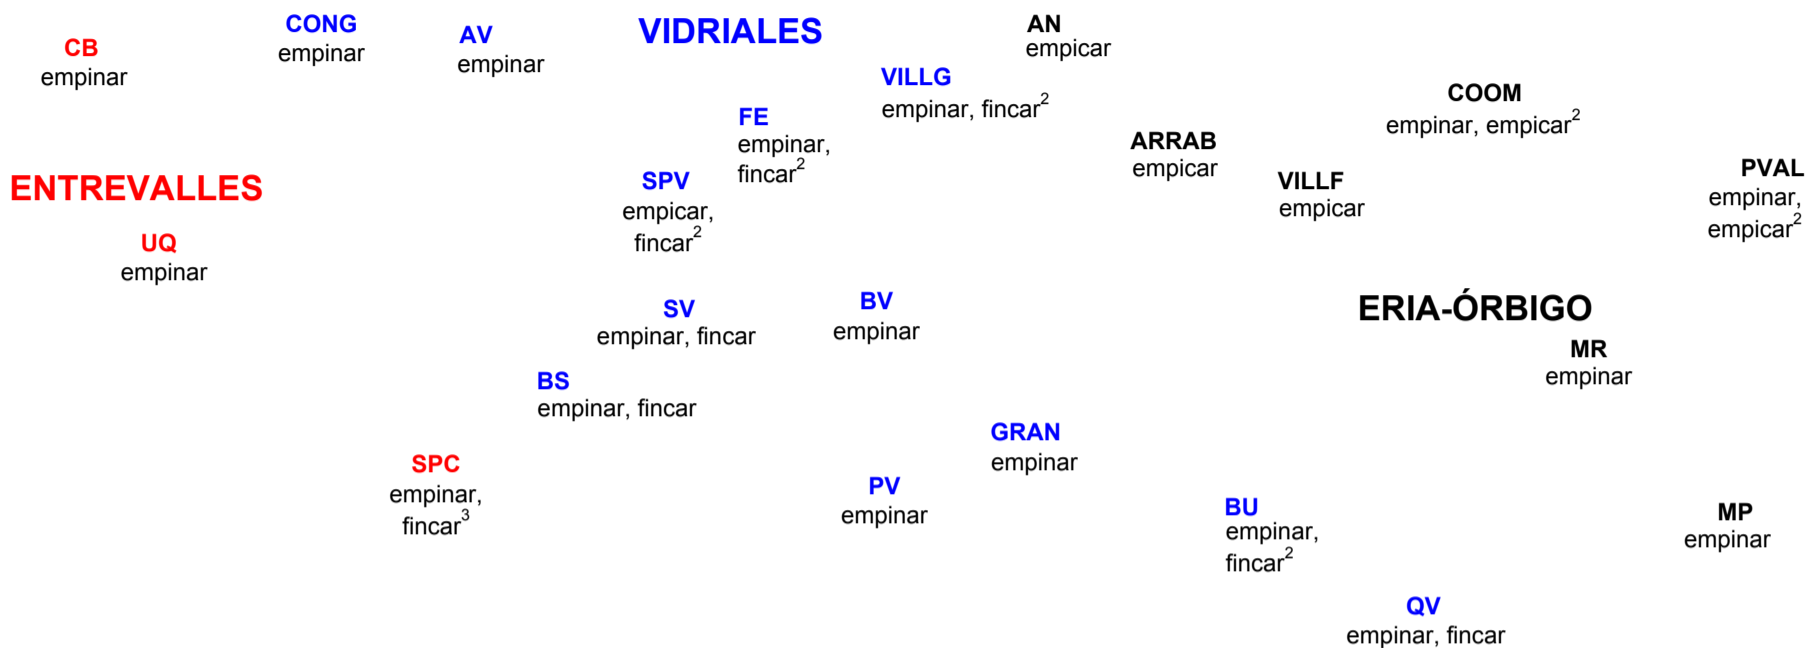 CONG
empinar
AV
empinar
VIDRIALES
AN
empicar
CB
empinar
VILLG
empinar, fincar²
COOM
empinar, empicar²
FE
empinar,
fincar²
ARRAB
empicar
ENTREVALLES
SPV
empicar,
fincar²
VILLF
empicar
PVAL
empinar,
empicar²
UQ
empinar
SV
empinar, fincar
BV
empinar
ERIA-ÓRBIGO
MR
empinar
BS
empinar, fincar
GRAN
empinar
SPC
empinar,
fincar³
PV
empinar
BU
empinar,
fincar²
MP
empinar
QV
empinar, fincar